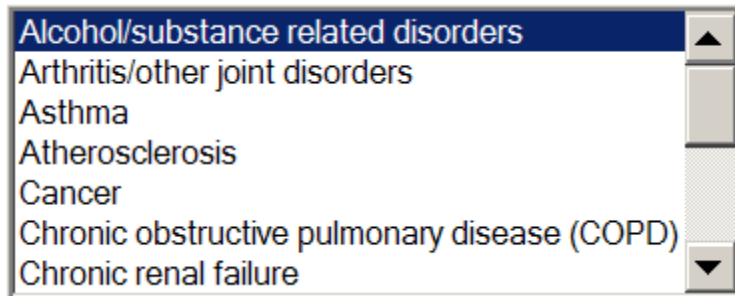 Alcohol/substance related disorders
Arthritis/other joint disorders
Asthma
Atherosclerosis
Cancer
Chronic obstructive pulmonary disease (COPD)
Chronic renal failure